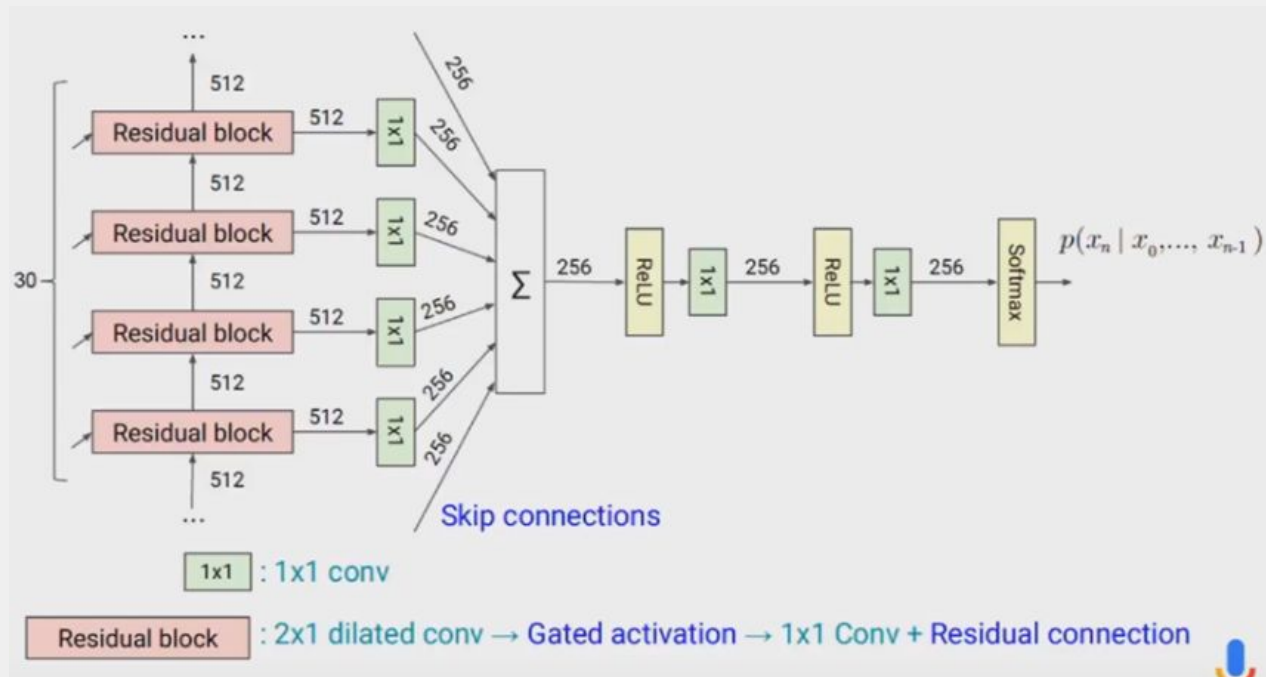 ...
512
256
Residual block
512
1x1
256
512
Residual block
512
1x1
256
512
30
Residual block
512
1x1
256
512
Residual block
512
1x1
256
512
...
256
Σ
256
ReLU
1x1
256
ReLU
1x1
256
Softmax
p(x_n | x_0,..., x_{n-1})
Skip connections
1x1 : 1x1 conv
Residual block : 2x1 dilated conv → Gated activation → 1x1 Conv + Residual connection